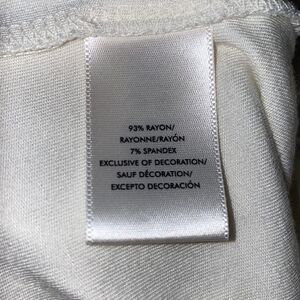 93% RAYON/
RAYONNE/RAYÓN
7% SPANDEX
EXCLUSIVE OF DECORATION/
SAUF DÉCORATION/
EXCEPTO DECORACIÓN